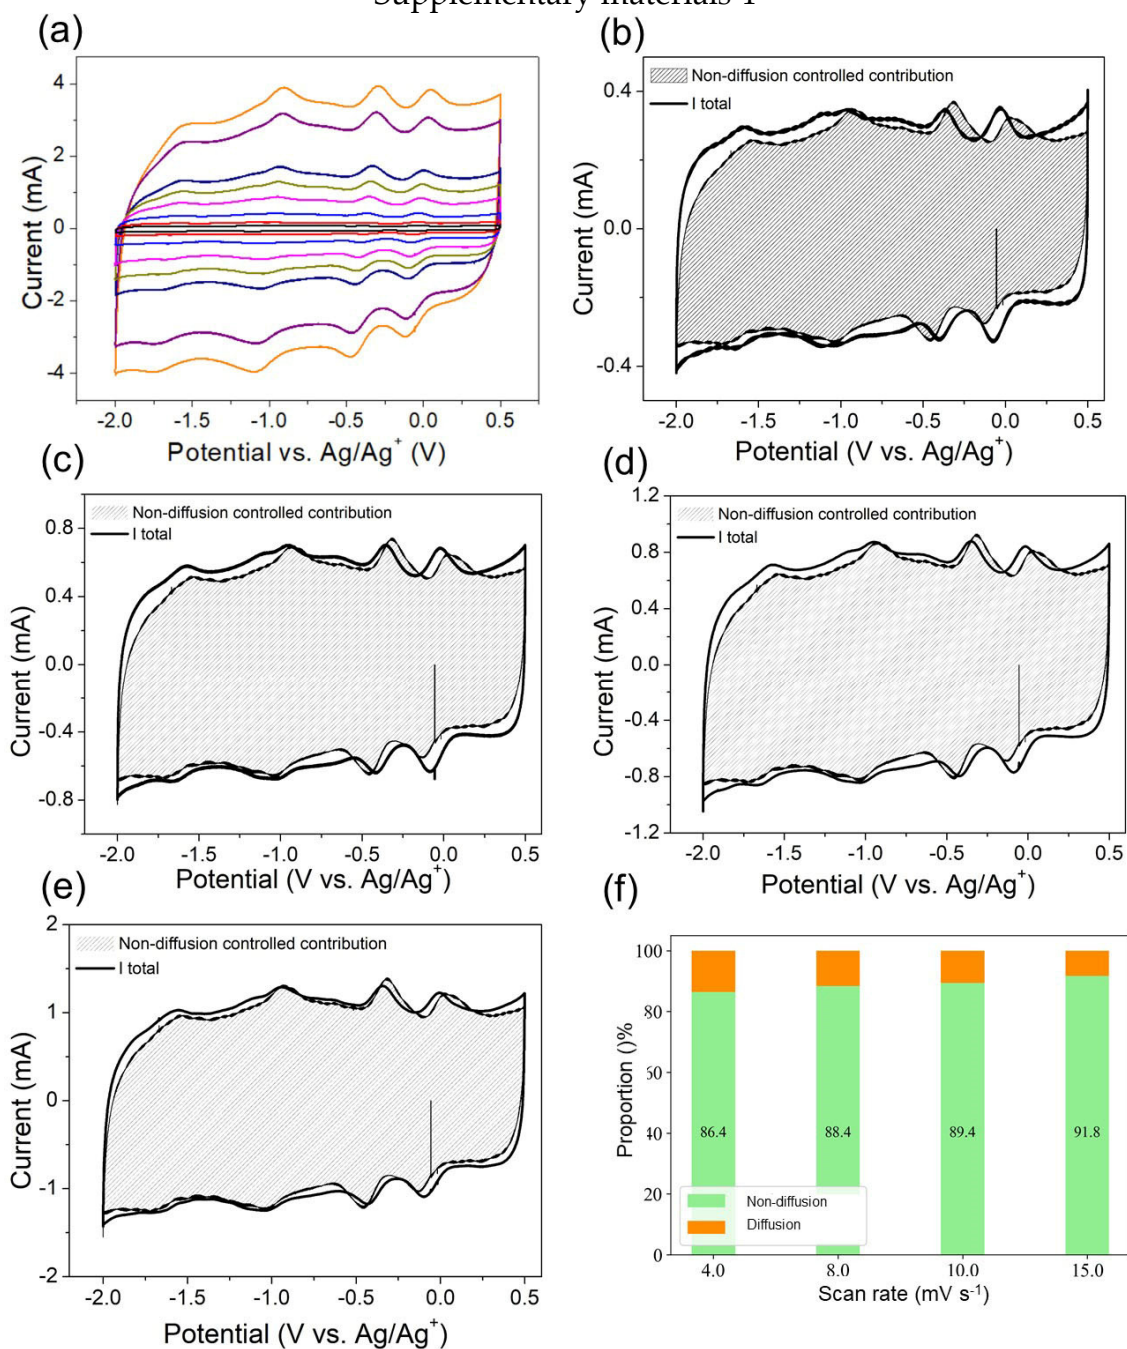 Supplementary materials 1
(a)
4
2
0
-2
-4
Current (mA)
-2.0 -1.5 -1.0 -0.5 0.0 0.5
Potential vs. Ag/Ag⁺ (V)
(b)
Non-diffusion controlled contribution
I total
0.4
0.0
-0.4
Current (mA)
-2.0 -1.5 -1.0 -0.5 0.0 0.5
Potential (V vs. Ag/Ag⁺)
(c)
Non-diffusion controlled contribution
I total
0.8
0.4
0.0
-0.4
-0.8
Current (mA)
-2.0 -1.5 -1.0 -0.5 0.0 0.5
Potential (V vs. Ag/Ag⁺)
(d)
Non-diffusion controlled contribution
I total
1.2
0.8
0.4
0.0
-0.4
-0.8
-1.2
Current (mA)
-2.0 -1.5 -1.0 -0.5 0.0 0.5
Potential (V vs. Ag/Ag⁺)
(e)
Non-diffusion controlled contribution
I total
2
1
0
-1
-2
Current (mA)
-2.0 -1.5 -1.0 -0.5 0.0 0.5
Potential (V vs. Ag/Ag⁺)
(f)
100
80
60
40
20
0
Proportion ()%
86.4 88.4 89.4 91.8
Non-diffusion
Diffusion
4.0 8.0 10.0 15.0
Scan rate (mV s⁻¹)